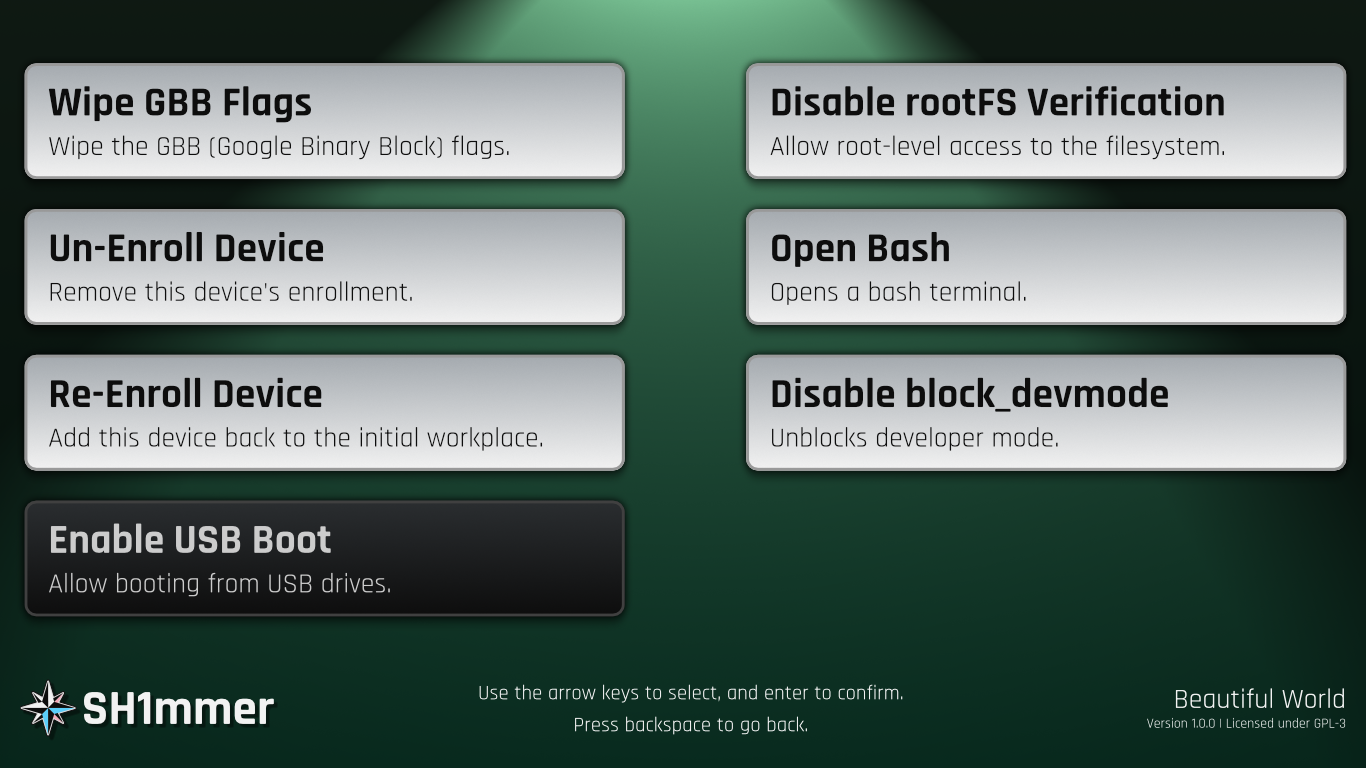 Wipe GBB Flags
Wipe the GBB (Google Binary Block) flags.
Un-Enroll Device
Remove this device's enrollment.
Re-Enroll Device
Add this device back to the initial workplace.
Enable USB Boot
Allow booting from USB drives.
Disable rootFS Verification
Allow root-level access to the filesystem.
Open Bash
Opens a bash terminal.
Disable block_devmode
Unblocks developer mode.
SH1mmer
Use the arrow keys to select, and enter to confirm.
Press backspace to go back.
Beautiful World
Version 1.0.0 | Licensed under GPL-3